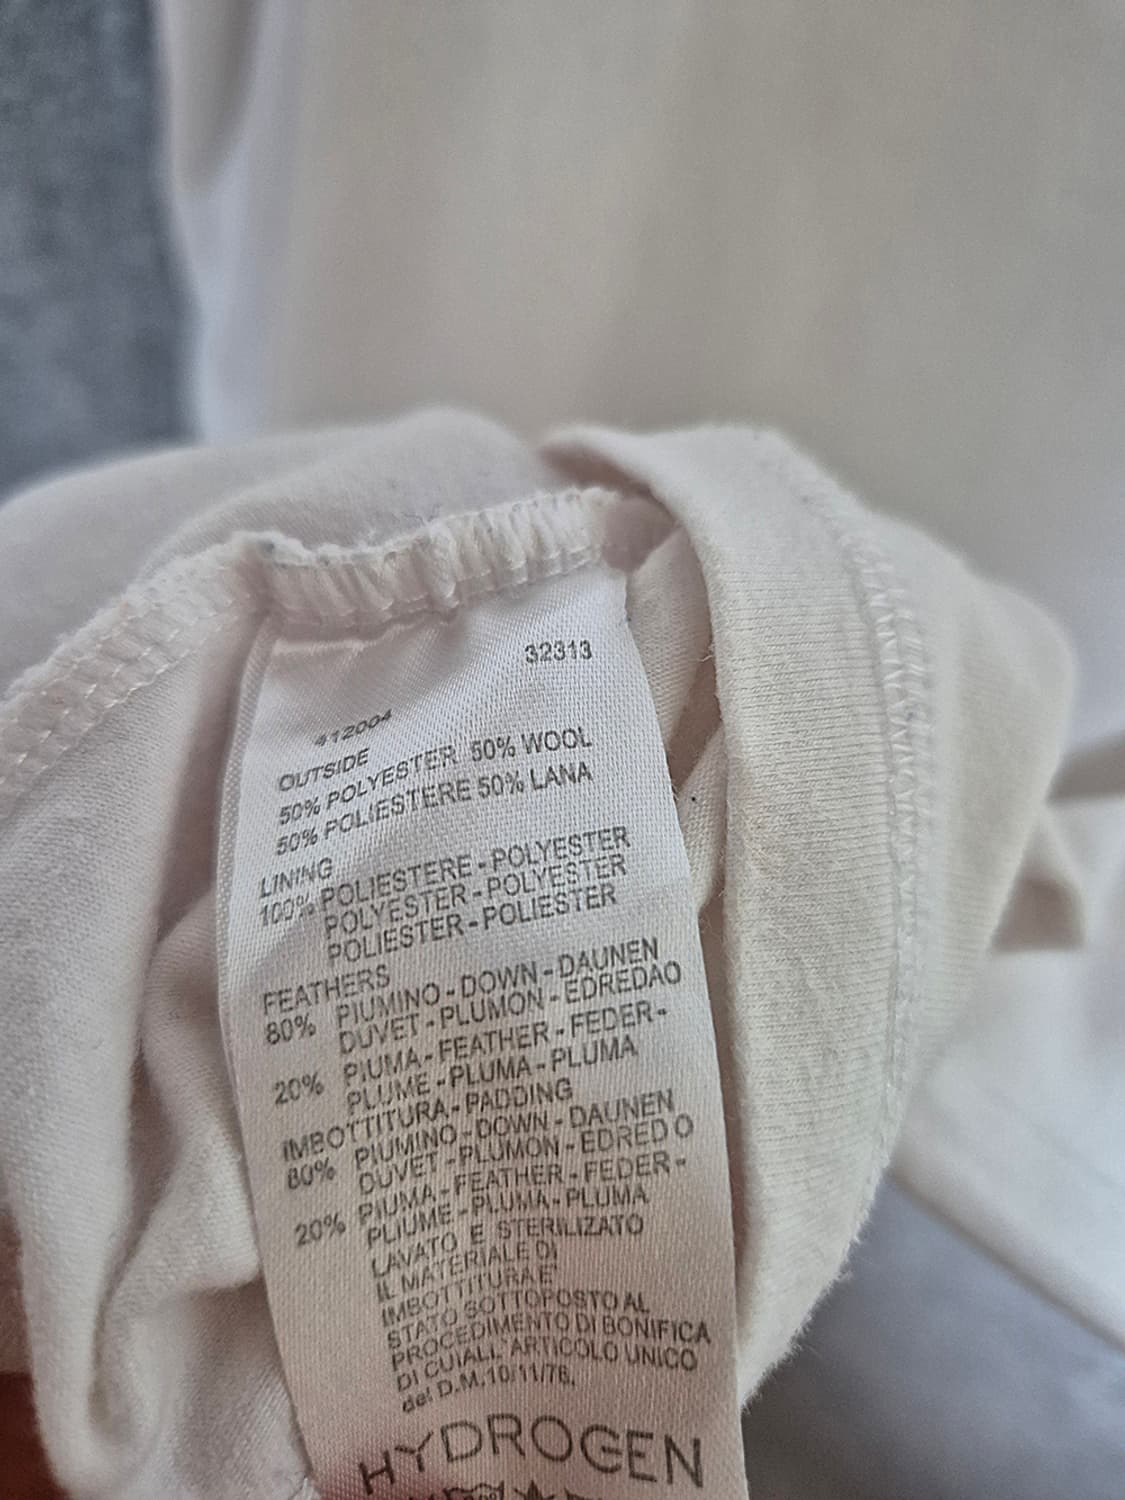 32313
412004
OUTSIDE
50% POLYESTER 50% WOOL
50% POLIESTERE 50% LANA
LINING
100% POLIESTERE - POLYESTER
POLYESTER - POLYESTER
POLIESTER - POLIESTER
FEATHERS
80% PIUMINO - DOWN - DAUNEN
DUVET - PLUMON - EDREDAO
20% PIUMA - FEATHER - FEDER -
PLUME - PLUMA - PLUMA
IMBOTTITURA - PADDING
80% PIUMINO - DOWN - DAUNEN
DUVET - PLUMON - EDRED O
20% PIUMA - FEATHER - FEDER -
PLIUME - PLUMA - PLUMA
LAVATO E STERILIZATO
IL MATERIALE DI
IMBOTTITURA E'
STATO SOTTOPOSTO AL
PROCEDIMENTO DI BONIFICA
DI CUIALL'ARTICOLO UNICO
del D.M.10/11/76.
HYDROGEN